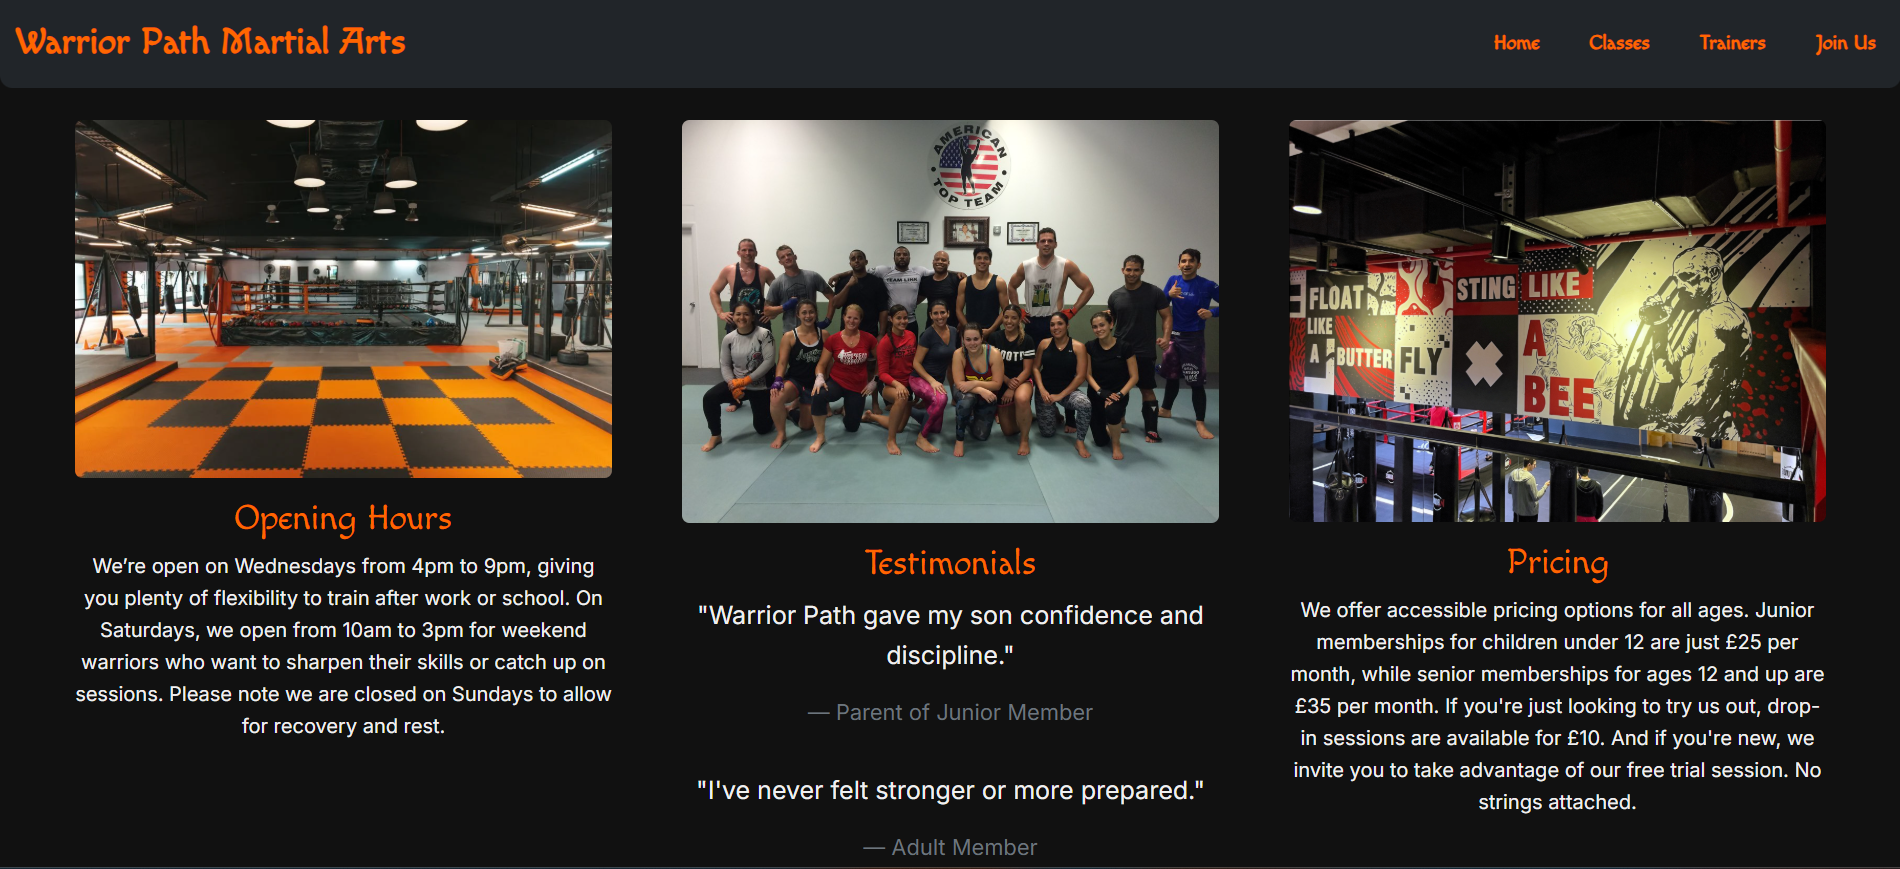 Warrior Path Martial Arts
Home
Classes
Trainers
Join Us
Opening Hours
We’re open on Wednesdays from 4pm to 9pm, giving
you plenty of flexibility to train after work or school. On
Saturdays, we open from 10am to 3pm for weekend
warriors who want to sharpen their skills or catch up on
sessions. Please note we are closed on Sundays to allow
for recovery and rest.
AMERICAN
TOP TEAM
TEAM LINK
Testimonials
"Warrior Path gave my son confidence and
discipline."
— Parent of Junior Member
"I've never felt stronger or more prepared."
— Adult Member
FLOAT
LIKE
A BUTTER FLY
STING LIKE
A
BEE
Pricing
We offer accessible pricing options for all ages. Junior
memberships for children under 12 are just £25 per
month, while senior memberships for ages 12 and up are
£35 per month. If you're just looking to try us out, drop-
in sessions are available for £10. And if you're new, we
invite you to take advantage of our free trial session. No
strings attached.